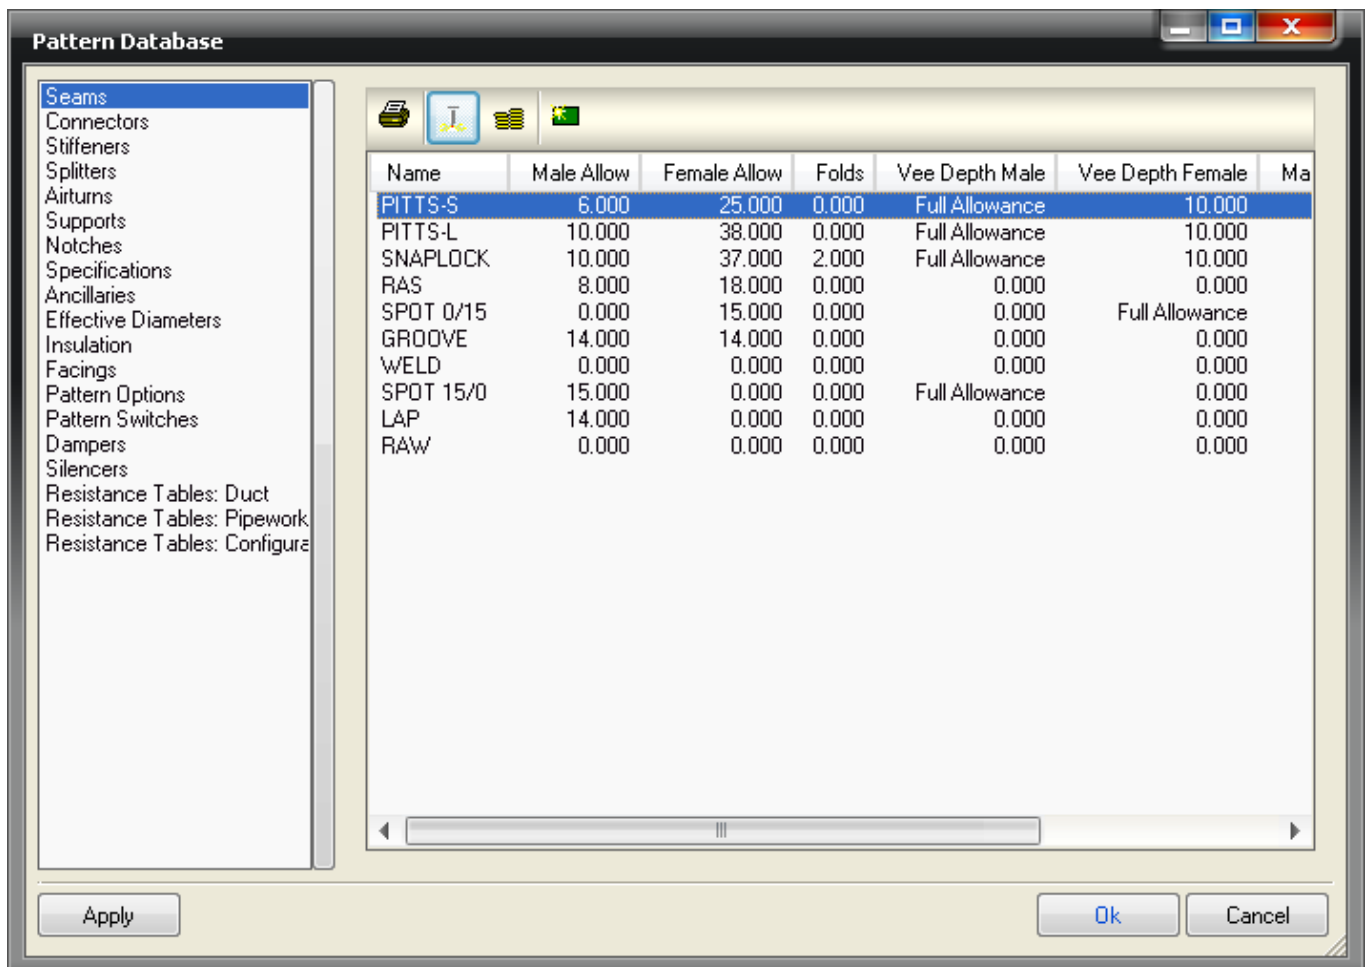 Pattern Database
Seams
Connectors
Stiffeners
Splitters
Airturns
Supports
Notches
Specifications
Ancillaries
Effective Diameters
Insulation
Facings
Pattern Options
Pattern Switches
Dampers
Silencers
Resistance Tables: Duct
Resistance Tables: Pipework
Resistance Tables: Configura
Name Male Allow Female Allow Folds Vee Depth Male Vee Depth Female Ma
PITTS-S 6.000 25.000 0.000 Full Allowance 10.000
PITTS-L 10.000 38.000 0.000 Full Allowance 10.000
SNAPLOCK 10.000 37.000 2.000 Full Allowance 10.000
RAS 8.000 18.000 0.000 0.000 0.000
SPOT 0/15 0.000 15.000 0.000 0.000 Full Allowance
GROOVE 14.000 14.000 0.000 0.000 0.000
WELD 0.000 0.000 0.000 0.000 0.000
SPOT 15/0 15.000 0.000 0.000 Full Allowance 0.000
LAP 14.000 0.000 0.000 0.000 0.000
RAW 0.000 0.000 0.000 0.000 0.000
Apply Ok Cancel